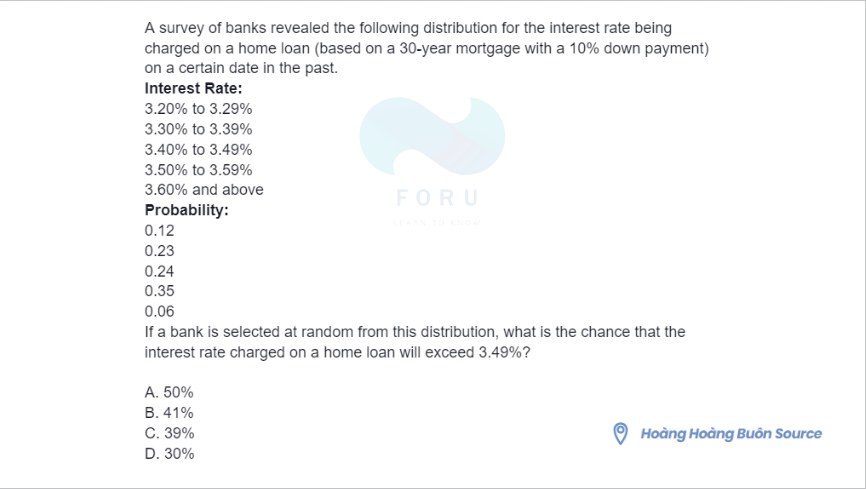 A survey of banks revealed the following distribution for the interest rate being
charged on a home loan (based on a 30-year mortgage with a 10% down payment)
on a certain date in the past.
Interest Rate:
3.20% to 3.29%
3.30% to 3.39%
3.40% to 3.49%
3.50% to 3.59%
3.60% and above
Probability:
0.12
0.23
0.24
0.35
0.06
If a bank is selected at random from this distribution, what is the chance that the
interest rate charged on a home loan will exceed 3.49%?
A. 50%
B. 41%
C. 39%
D. 30%
FORU
Hoàng Hoàng Buôn Source